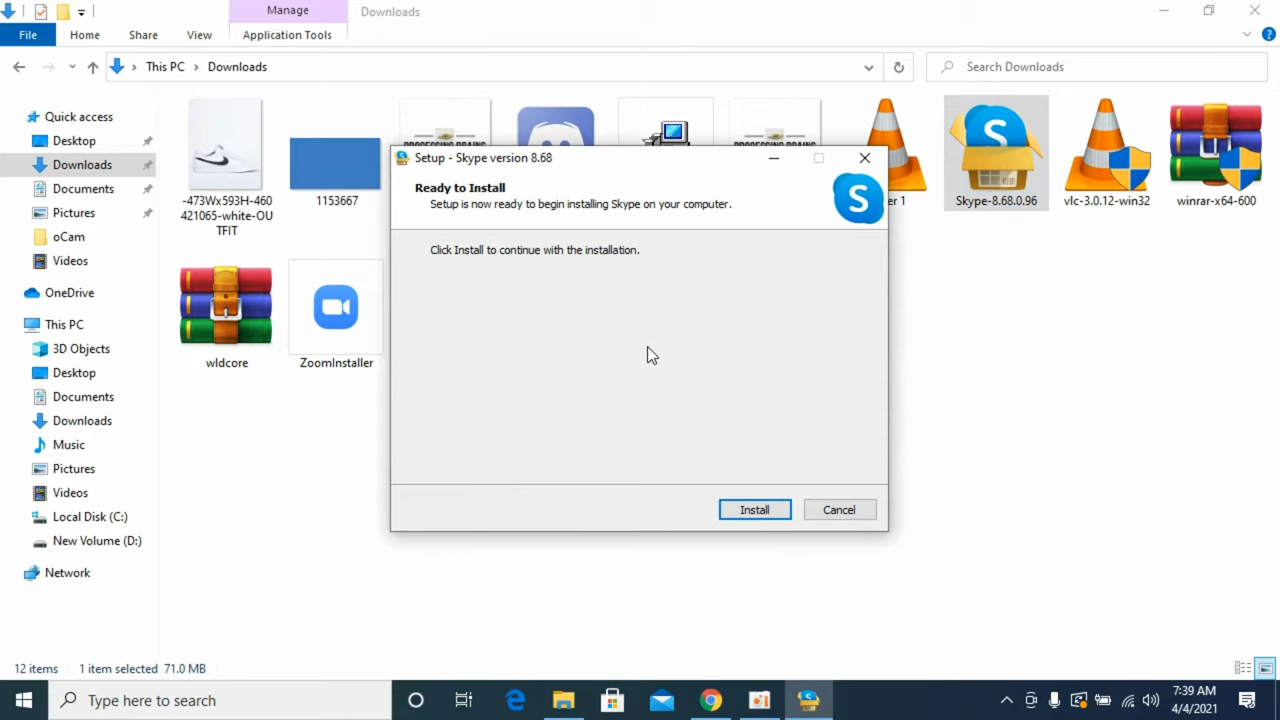 Manage
Downloads
File
Home
Share
View
Application Tools
This PC
Downloads
Search Downloads
Quick access
Desktop
Downloads
Documents
Pictures
oCam
Videos
OneDrive
This PC
3D Objects
Desktop
Documents
Downloads
Music
Pictures
Videos
Local Disk (C:)
New Volume (D:)
Network
-473Wx593H-460
421065-white-OU
TFIT
1153667
er 1
Skype-8.68.0.96
vlc-3.0.12-win32
winrar-x64-600
wldcore
ZoomInstaller
Setup - Skype version 8.68
Ready to Install
Setup is now ready to begin installing Skype on your computer.
S
Click Install to continue with the installation.
Install
Cancel
12 items
1 item selected
71.0 MB
Type here to search
7:39 AM
4/4/2021